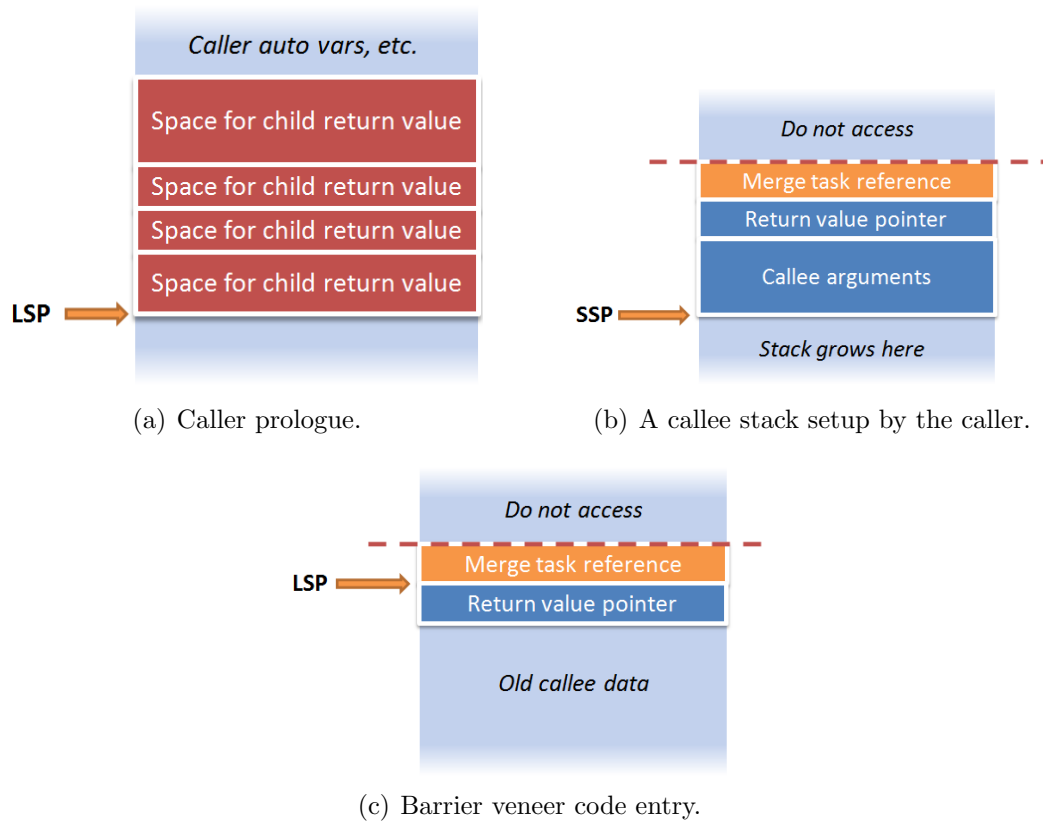 Caller auto vars, etc.
Space for child return value
Space for child return value
Space for child return value
Space for child return value
LSP
(a) Caller prologue.
Do not access
Merge task reference
Return value pointer
Callee arguments
SSP
Stack grows here
(b) A callee stack setup by the caller.
Do not access
Merge task reference
LSP
Return value pointer
Old callee data
(c) Barrier veneer code entry.